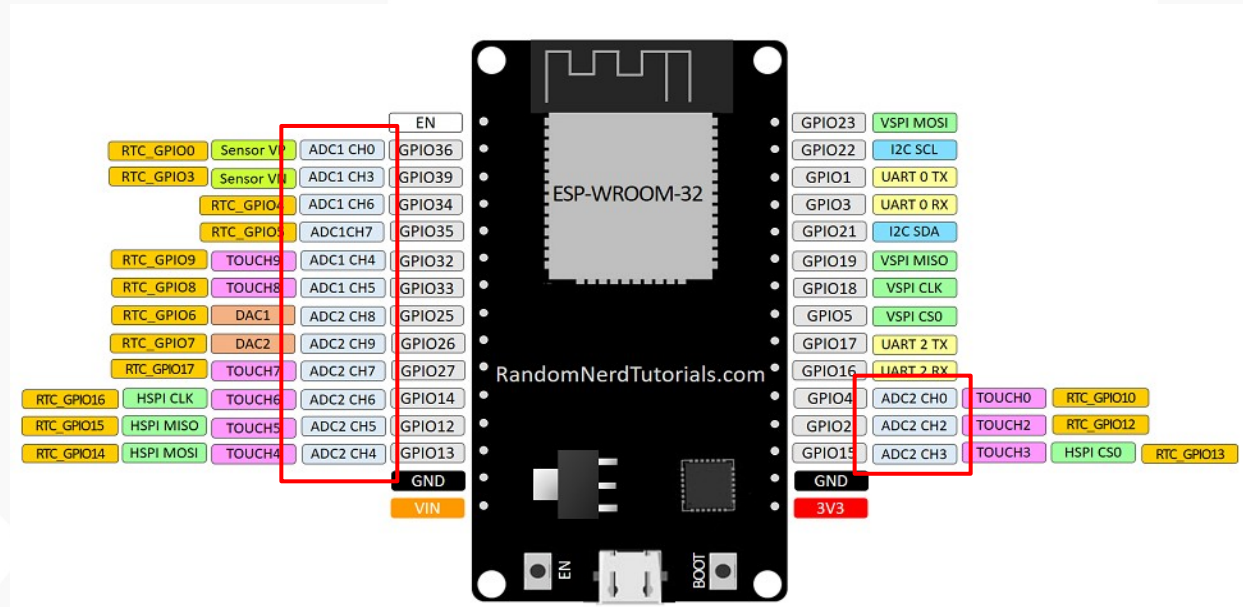 EN GPIO23 VSPI MOSI
RTC_GPIO0 Sensor VP ADC1 CH0 GPIO36 GPIO22 I2C SCL
RTC_GPIO3 Sensor VN ADC1 CH3 GPIO39 GPIO1 UART 0 TX
RTC_GPIO4 ADC1 CH6 GPIO34 ESP-WROOM-32 GPIO3 UART 0 RX
RTC_GPIO5 ADC1CH7 GPIO35 GPIO21 I2C SDA
RTC_GPIO9 TOUCH9 ADC1 CH4 GPIO32 GPIO19 VSPI MISO
RTC_GPIO8 TOUCH8 ADC1 CH5 GPIO33 GPIO18 VSPI CLK
RTC_GPIO6 DAC1 ADC2 CH8 GPIO25 GPIO5 VSPI CS0
RTC_GPIO7 DAC2 ADC2 CH9 GPIO26 GPIO17 UART 2 TX
RTC_GPIO17 TOUCH7 ADC2 CH7 GPIO27 RandomNerdTutorials.com GPIO16 UART 2 RX
RTC_GPIO16 HSPI CLK TOUCH6 ADC2 CH6 GPIO14 GPIO4 ADC2 CH0 TOUCH0 RTC_GPIO10
RTC_GPIO15 HSPI MISO TOUCH5 ADC2 CH5 GPIO12 GPIO2 ADC2 CH2 TOUCH2 RTC_GPIO12
RTC_GPIO14 HSPI MOSI TOUCH4 ADC2 CH4 GPIO13 GPIO15 ADC2 CH3 TOUCH3 HSPI CS0 RTC_GPIO13
GND GND
VIN 3V3
EN BOOT